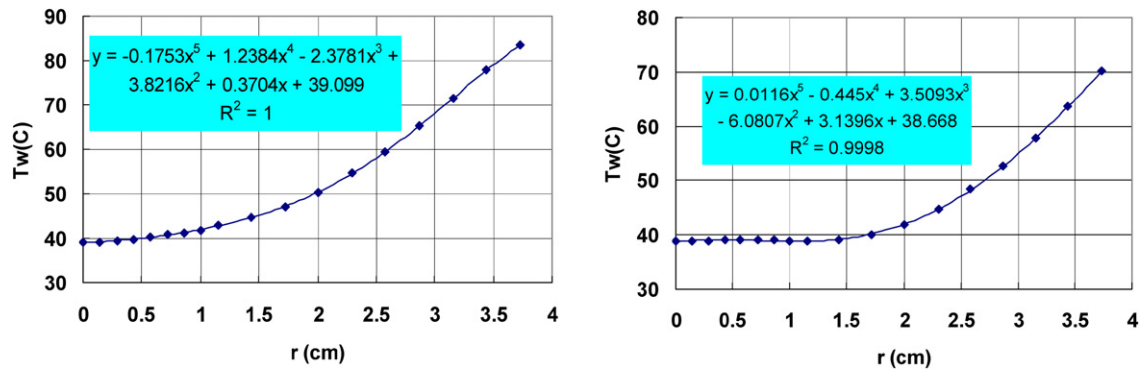 90
80
70
60
50
40
30
Tw(C)
y = -0.1753x⁵ + 1.2384x⁴ - 2.3781x³ +
3.8216x² + 0.3704x + 39.099
R² = 1
0 0.5 1 1.5 2 2.5 3 3.5 4
r (cm)
80
70
60
50
40
30
Tw(C)
y = 0.0116x⁵ - 0.445x⁴ + 3.5093x³
- 6.0807x² + 3.1396x + 38.668
R² = 0.9998
0 0.5 1 1.5 2 2.5 3 3.5 4
r (cm)